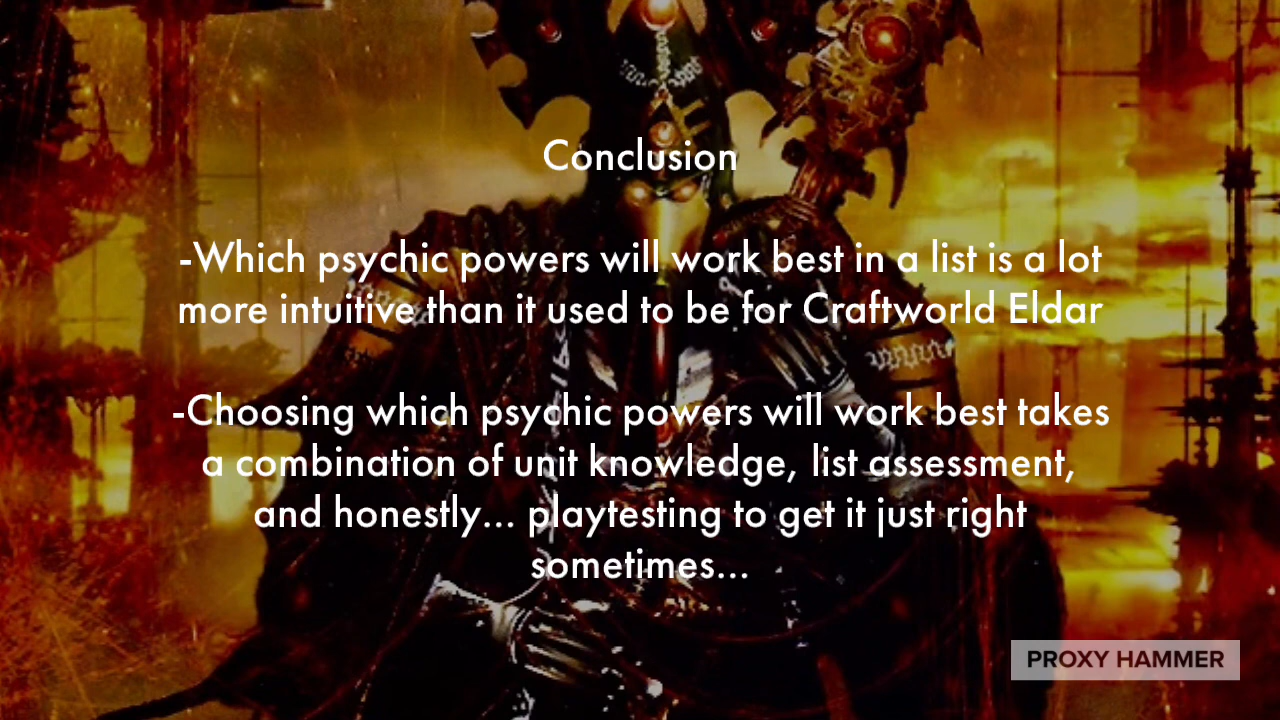 Conclusion
-Which psychic powers will work best in a list is a lot
more intuitive than it used to be for Craftworld Eldar
-Choosing which psychic powers will work best takes
a combination of unit knowledge, list assessment,
and honestly... playtesting to get it just right
sometimes...
PROXY HAMMER